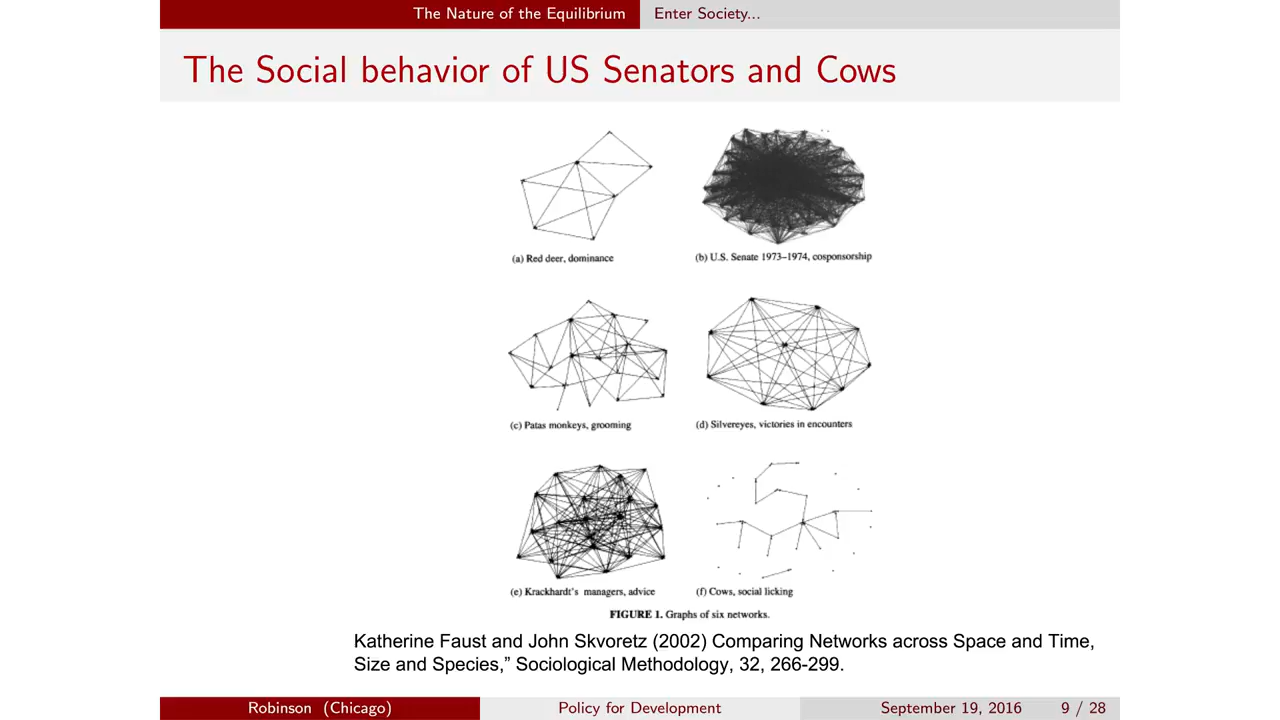 The Nature of the Equilibrium Enter Society...
The Social behavior of US Senators and Cows
(a) Red deer, dominance
(b) U.S. Senate 1973–1974, cosponsorship
(c) Patas monkeys, grooming
(d) Silvereyes, victories in encounters
(e) Krackhardt's managers, advice
(f) Cows, social licking
FIGURE 1. Graphs of six networks.
Katherine Faust and John Skvoretz (2002) Comparing Networks across Space and Time,
Size and Species,” Sociological Methodology, 32, 266-299.
Robinson (Chicago) Policy for Development September 19, 2016 9 / 28